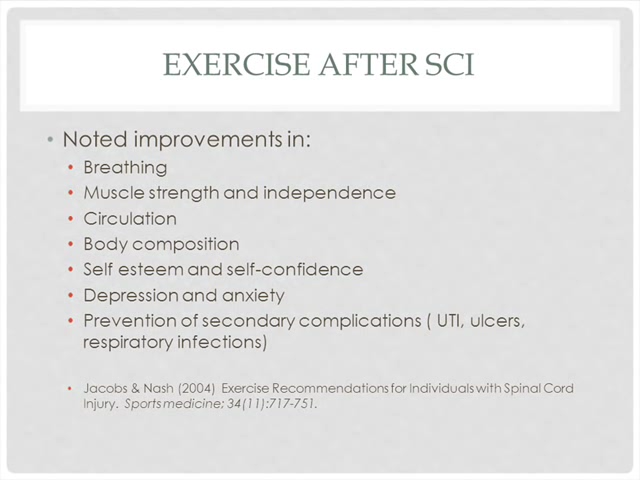 EXERCISE AFTER SCI
• Noted improvements in:
• Breathing
• Muscle strength and independence
• Circulation
• Body composition
• Self esteem and self-confidence
• Depression and anxiety
• Prevention of secondary complications ( UTI, ulcers,
respiratory infections)
• Jacobs & Nash (2004) Exercise Recommendations for Individuals with Spinal Cord
Injury. Sports medicine; 34(11):717-751.